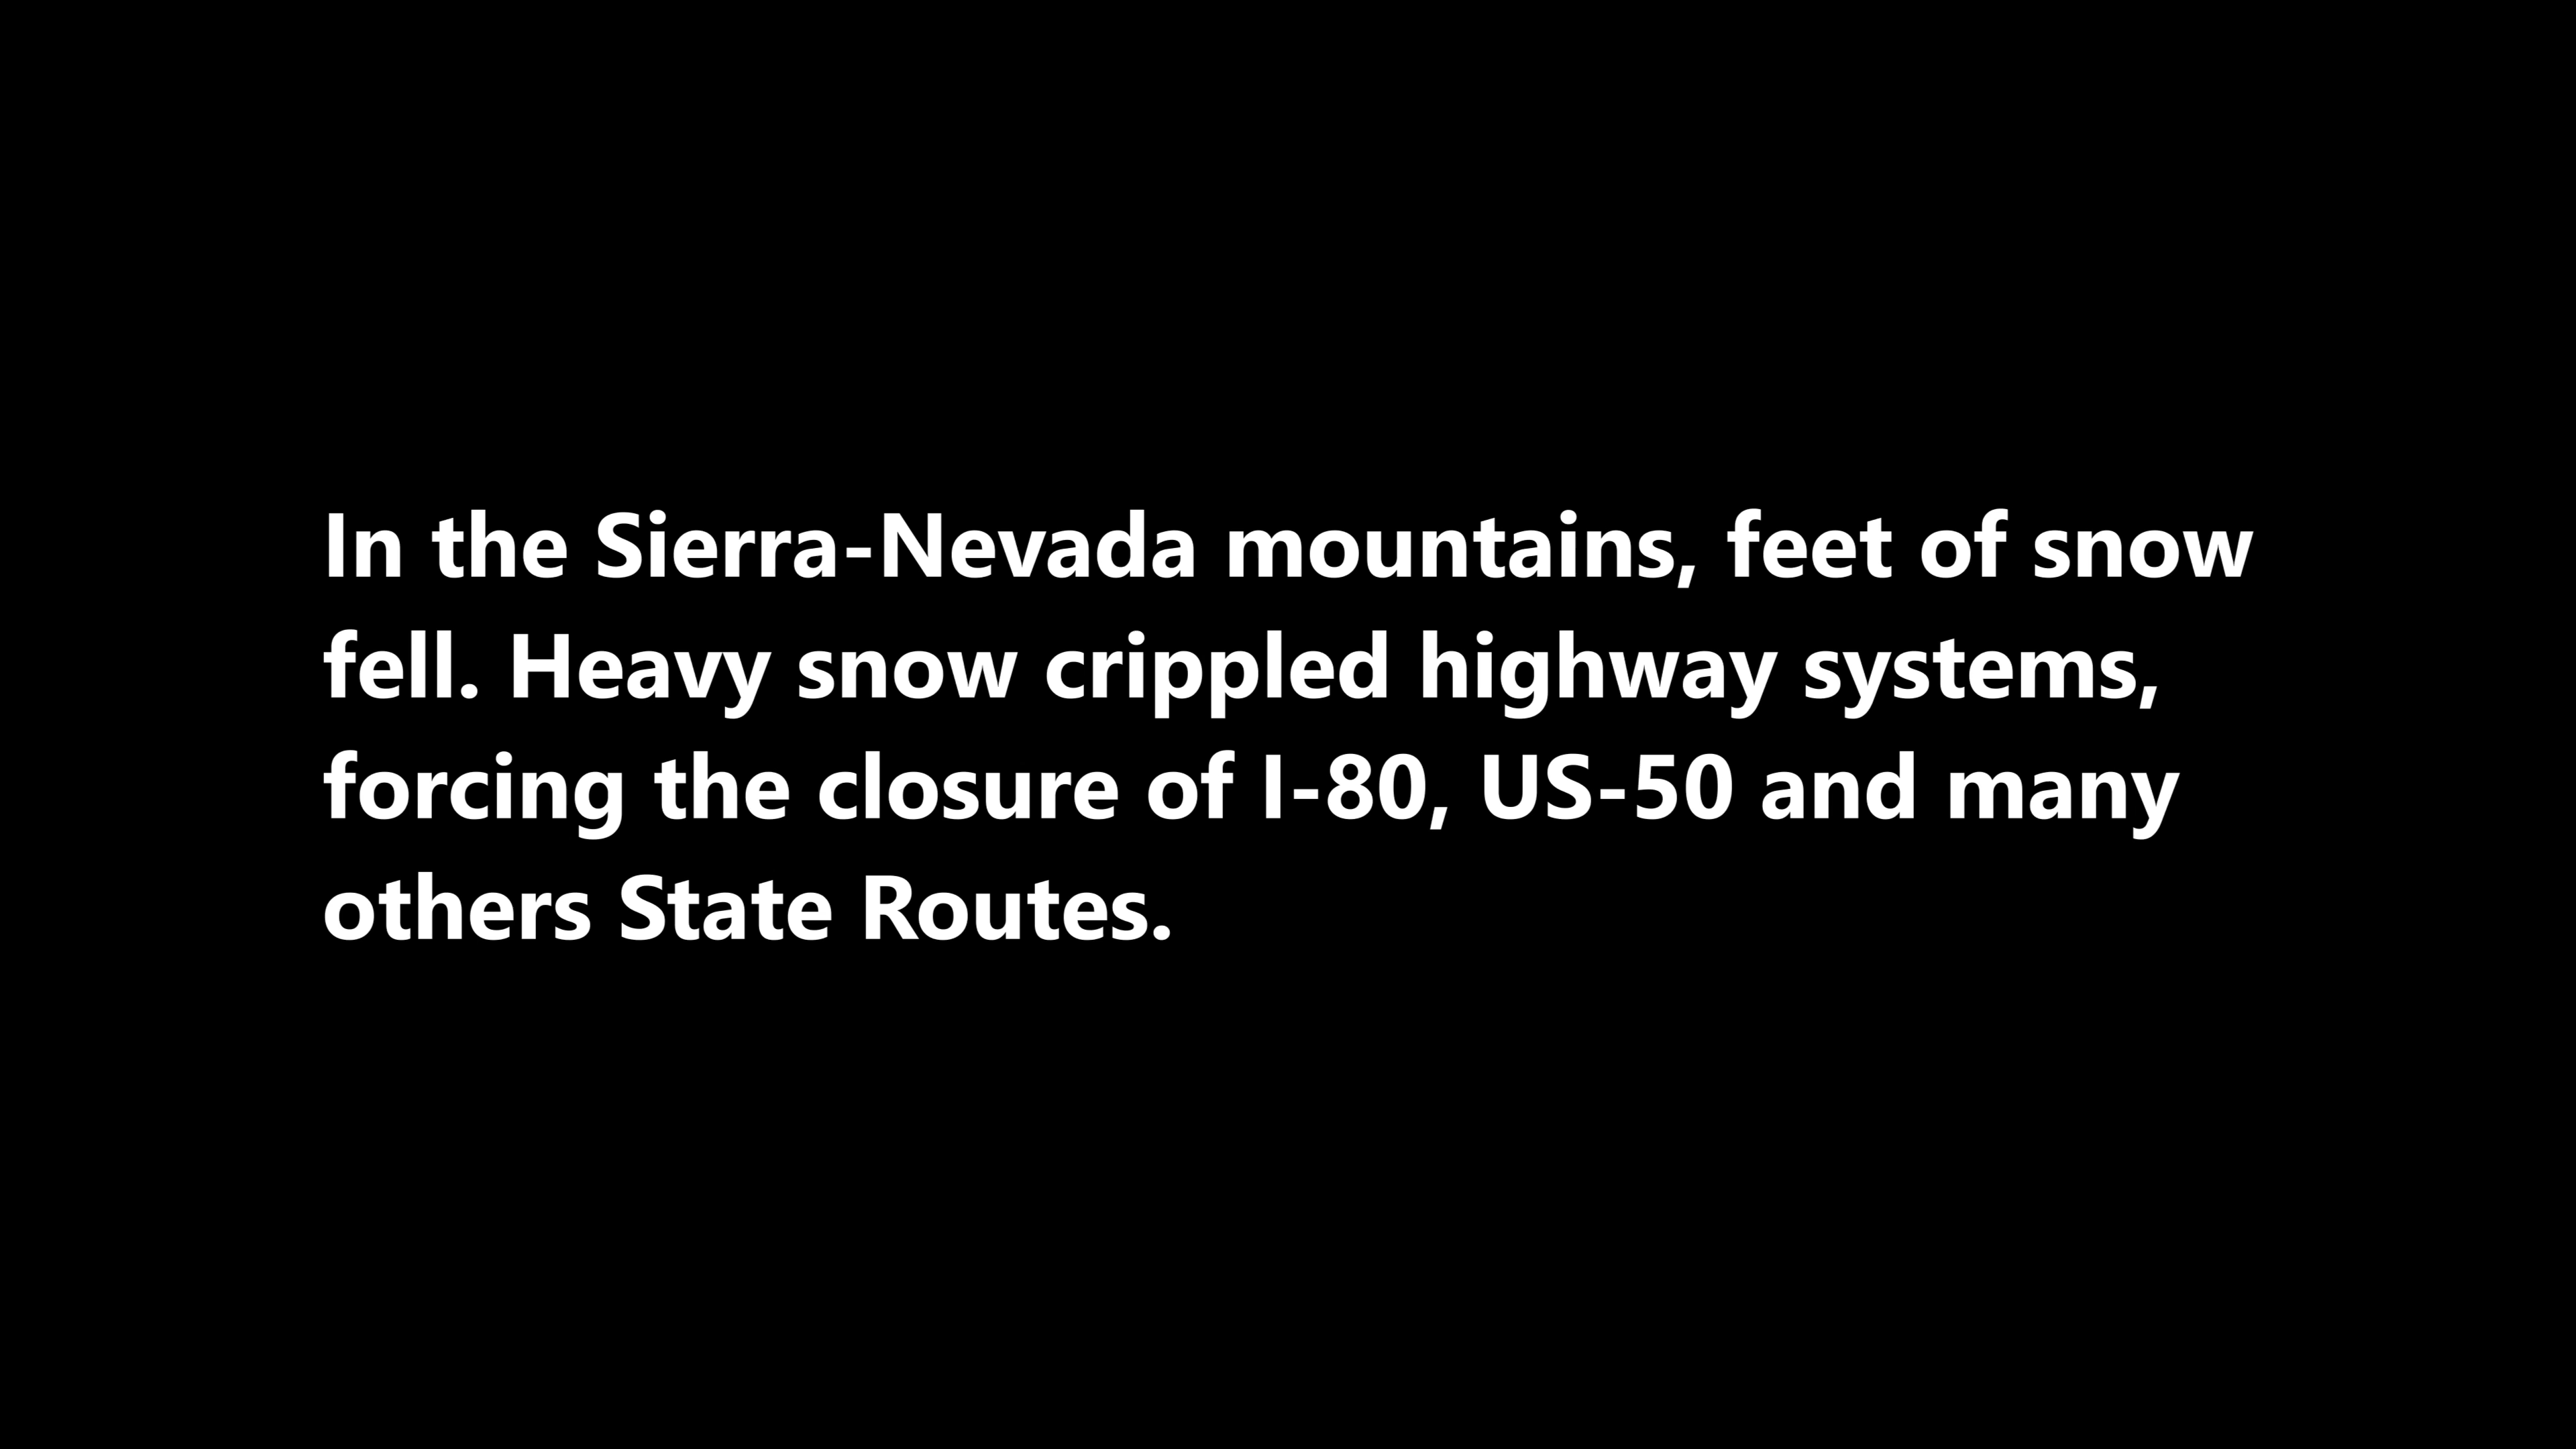 In the Sierra-Nevada mountains, feet of snow
fell. Heavy snow crippled highway systems,
forcing the closure of I-80, US-50 and many
others State Routes.